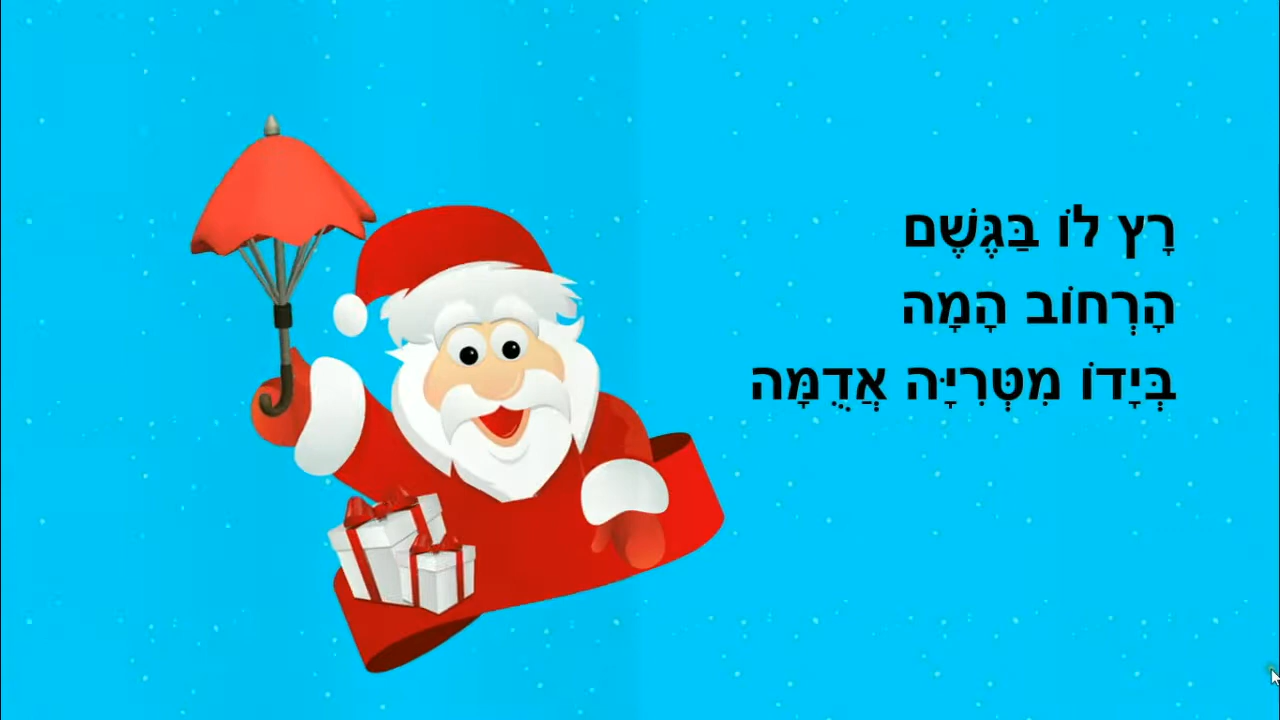 רָץ לוֹ בַּגֶּשֶׁם
הָרְחוֹב הָמָה
בְּיָדוֹ מִטְּרִיָּה אֲדֻמָּה